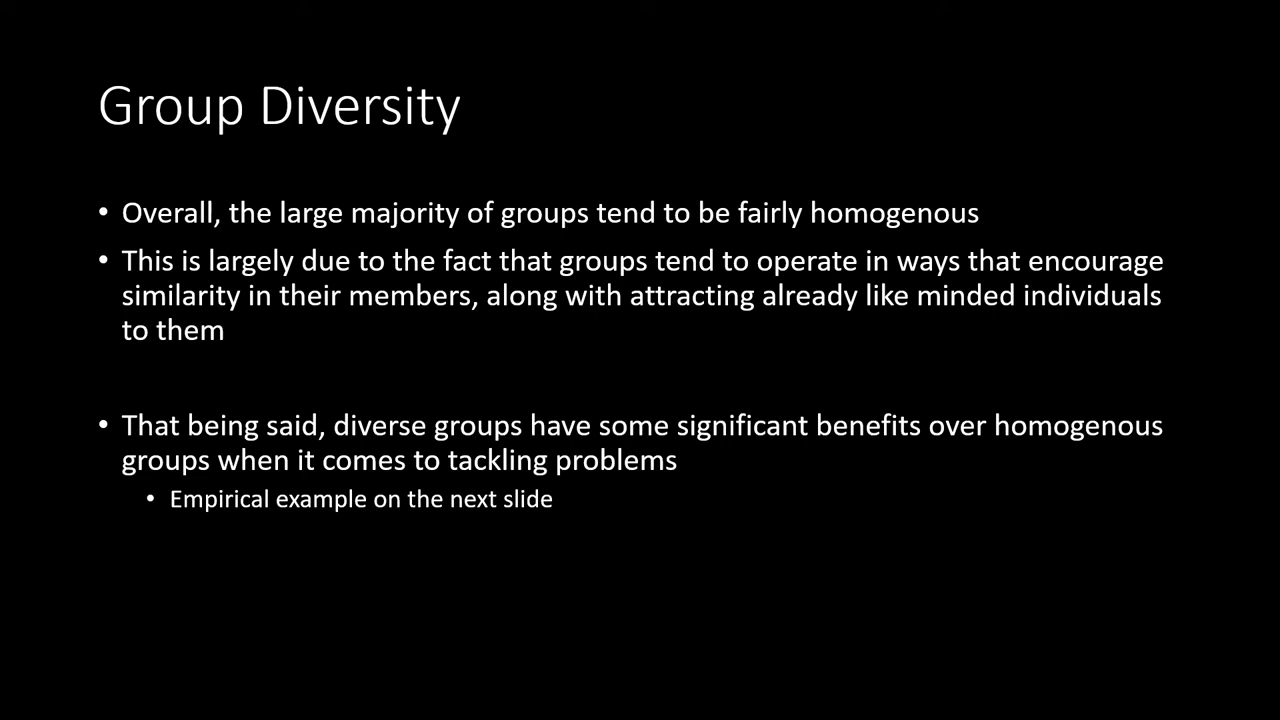 Group Diversity
• Overall, the large majority of groups tend to be fairly homogenous
• This is largely due to the fact that groups tend to operate in ways that encourage
similarity in their members, along with attracting already like minded individuals
to them
• That being said, diverse groups have some significant benefits over homogenous
groups when it comes to tackling problems
• Empirical example on the next slide